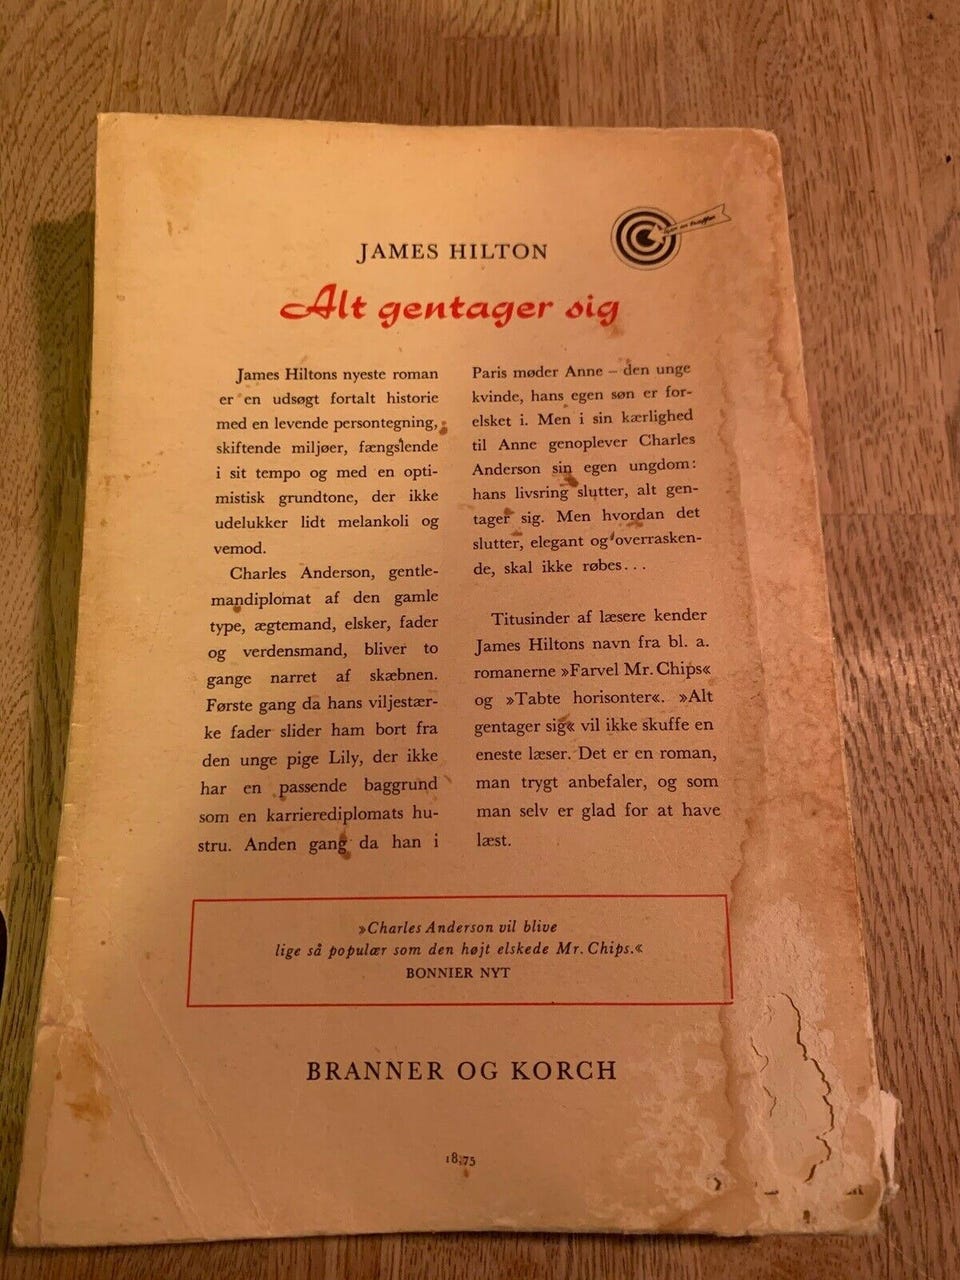 JAMES HILTON
Alt gentager sig
James Hiltons nyeste roman
er en udsøgt fortalt historie
med en levende persontegning,
skiftende miljøer, fængslende
i sit tempo og med en opti-
mistisk grundtone, der ikke
udelukker lidt melankoli og
vemod.
Charles Anderson, gentle-
mandiplomat af den gamle
type, ægtemand, elsker, fader
og verdensmand, bliver to
gange narret af skæbnen.
Første gang da hans viljestær-
ke fader slider ham bort fra
den unge pige Lily, der ikke
har en passende baggrund
som en karrierediplomats hu-
stru. Anden gang da han i
Paris møder Anne – den unge
kvinde, hans egen søn er for-
elsket i. Men i sin kærlighed
til Anne genoplever Charles
Anderson sin egen ungdom:
hans livsring slutter, alt gen-
tager sig. Men hvordan det
slutter, elegant og overrasken-
de, skal ikke røbes...
Titusinder af læsere kender
James Hiltons navn fra bl. a.
romanerne »Farvel Mr. Chips«
og »Tabte horisonter«. »Alt
gentager sig« vil ikke skuffe en
eneste læser. Det er en roman,
man trygt anbefaler, og som
man selv er glad for at have
læst.
»Charles Anderson vil blive
lige så populær som den højt elskede Mr. Chips.«
BONNIER NYT
BRANNER OG KORCH
18,75